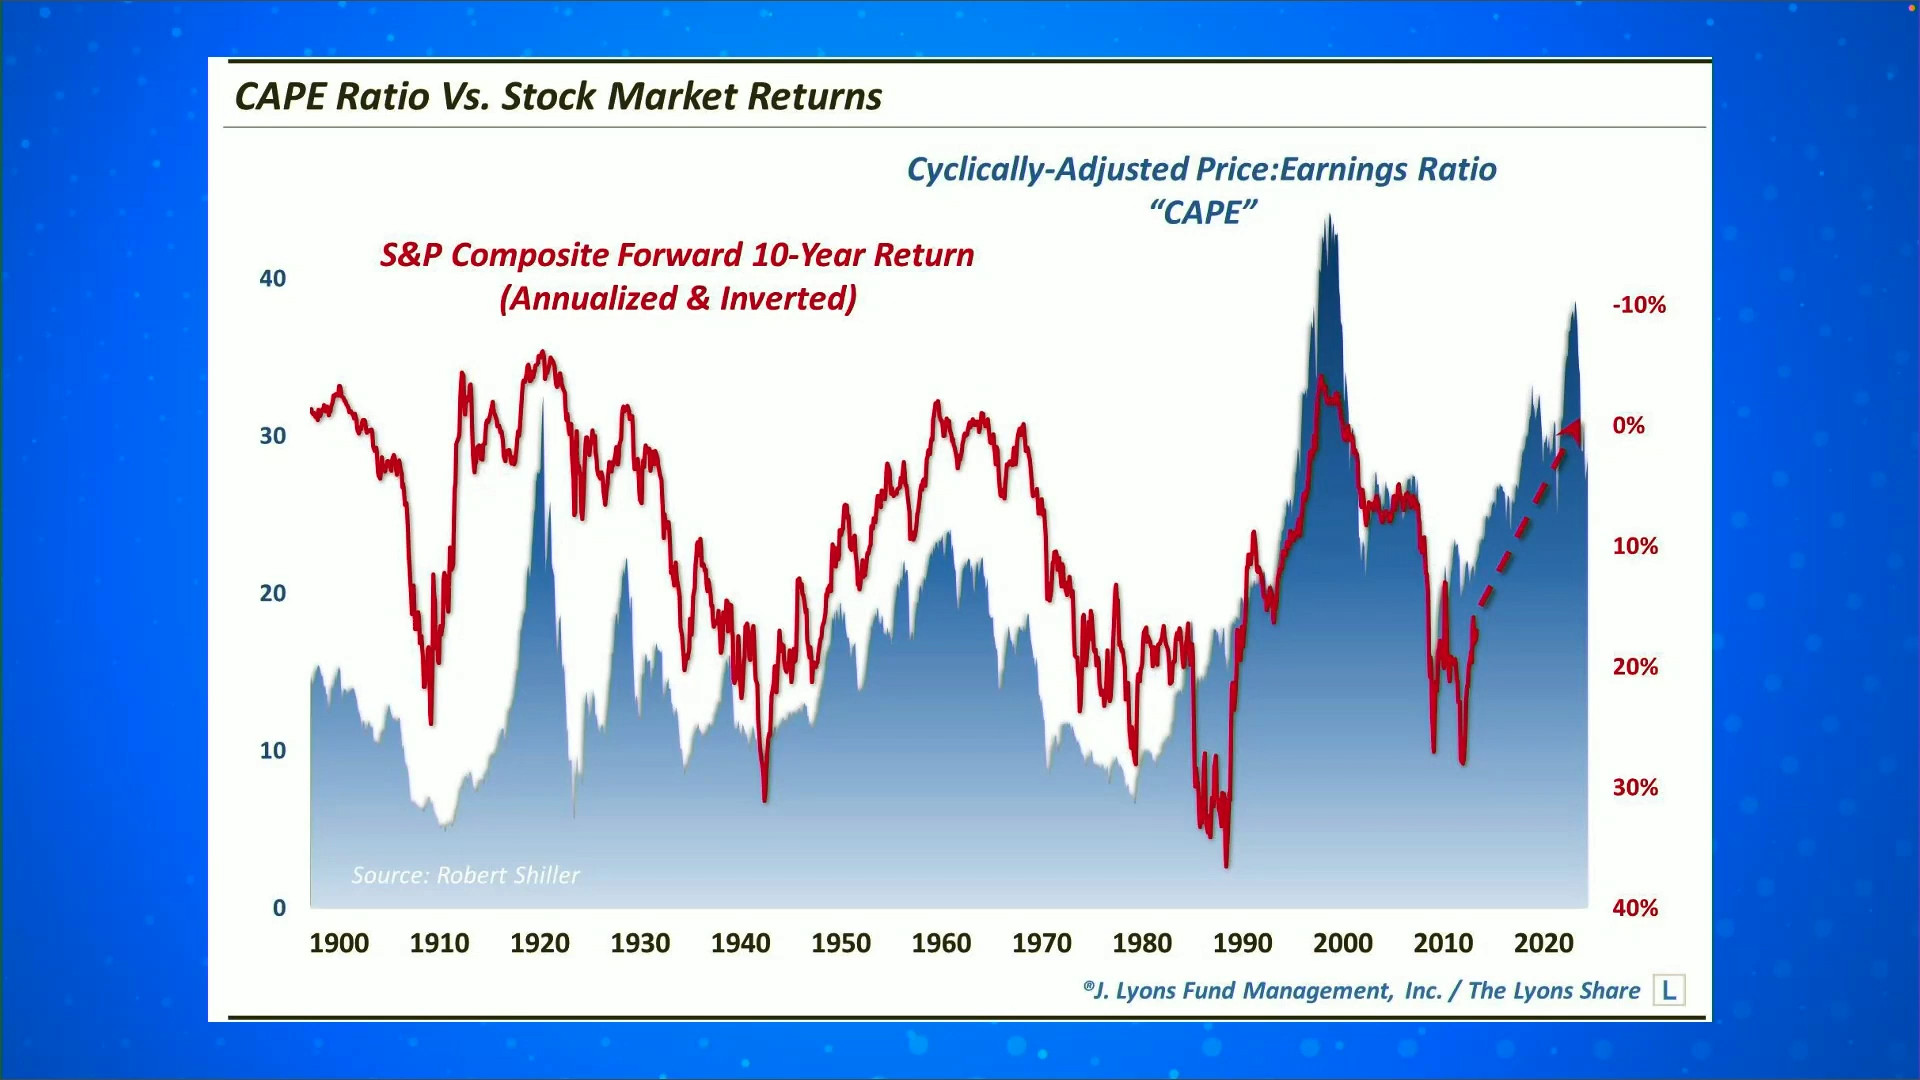 CAPE Ratio Vs. Stock Market Returns
Cyclically-Adjusted Price:Earnings Ratio
“CAPE”
S&P Composite Forward 10-Year Return
(Annualized & Inverted)
40
30
20
10
0
-10%
0%
10%
20%
30%
40%
Source: Robert Shiller
1900 1910 1920 1930 1940 1950 1960 1970 1980 1990 2000 2010 2020
®J. Lyons Fund Management, Inc. / The Lyons Share L